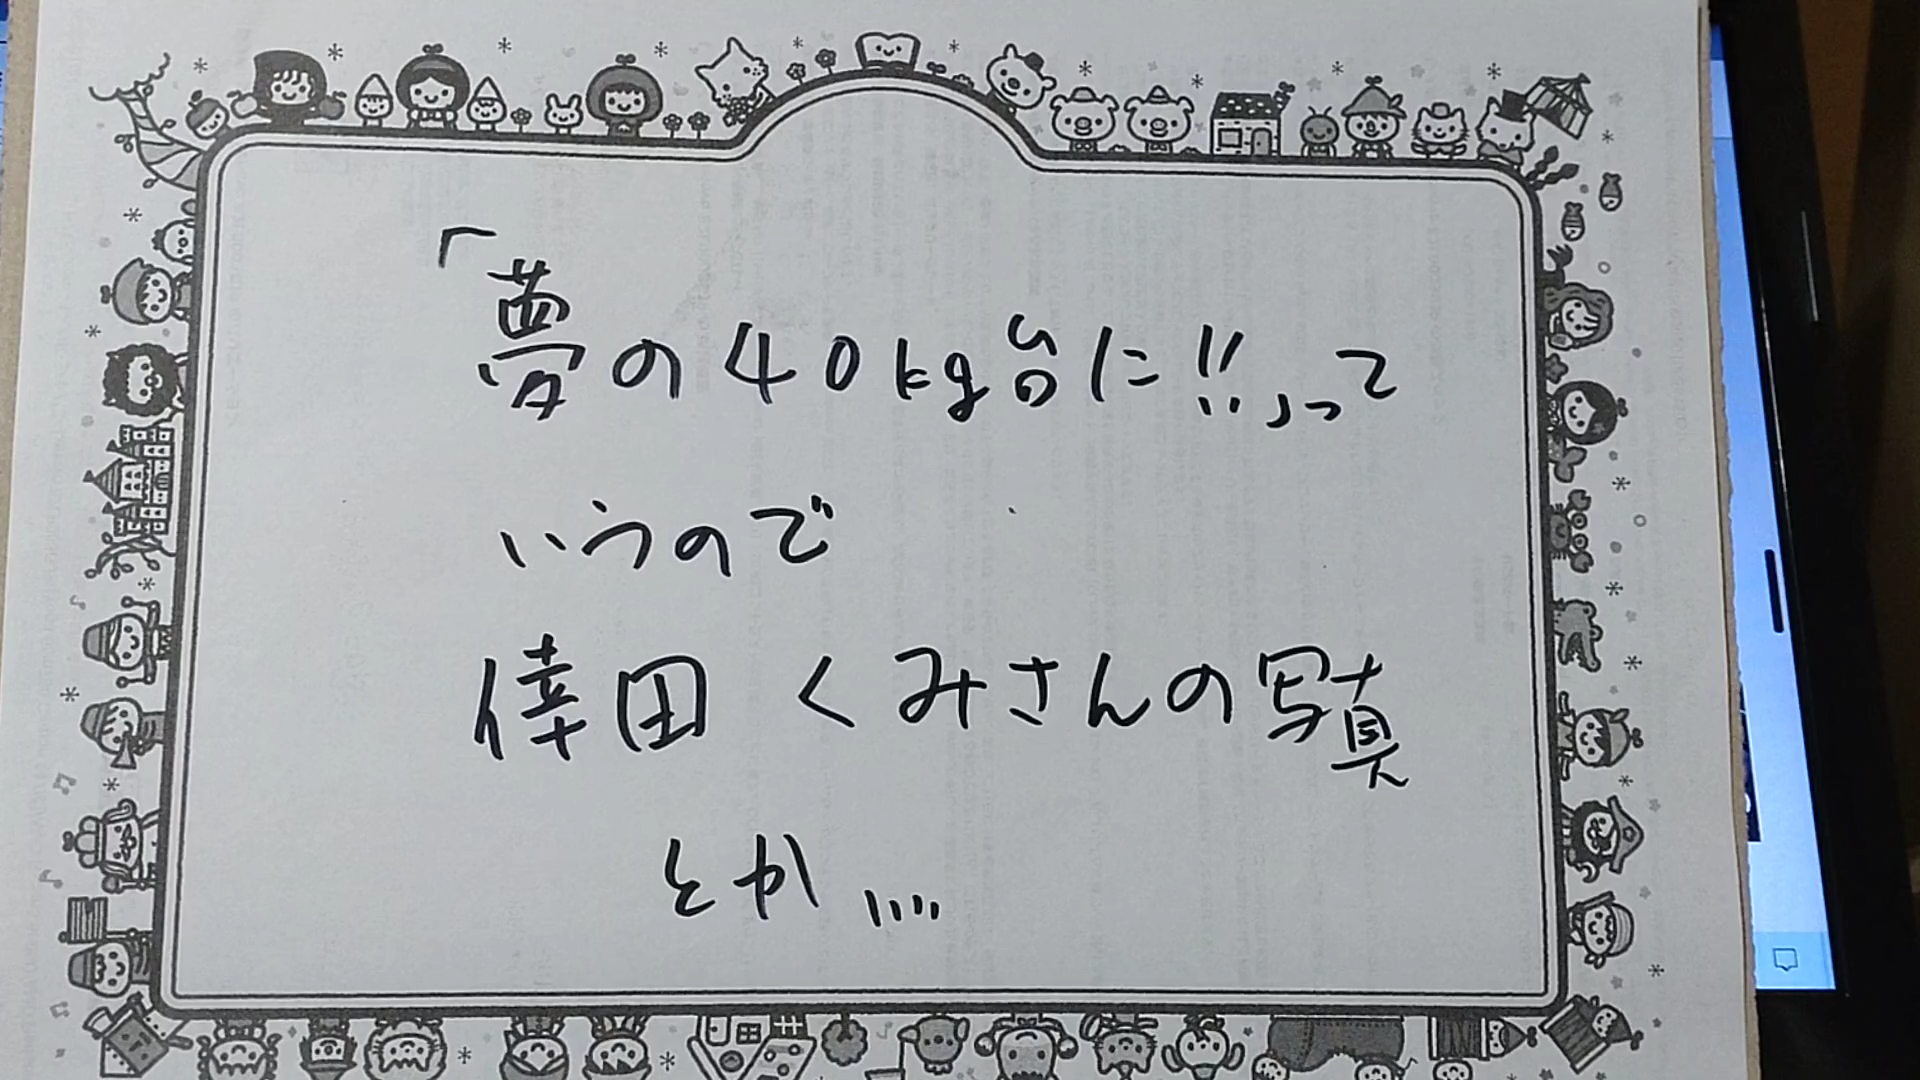 「夢の40kg台に!!」って
いうので
倖田 くみさんの写真
とか....